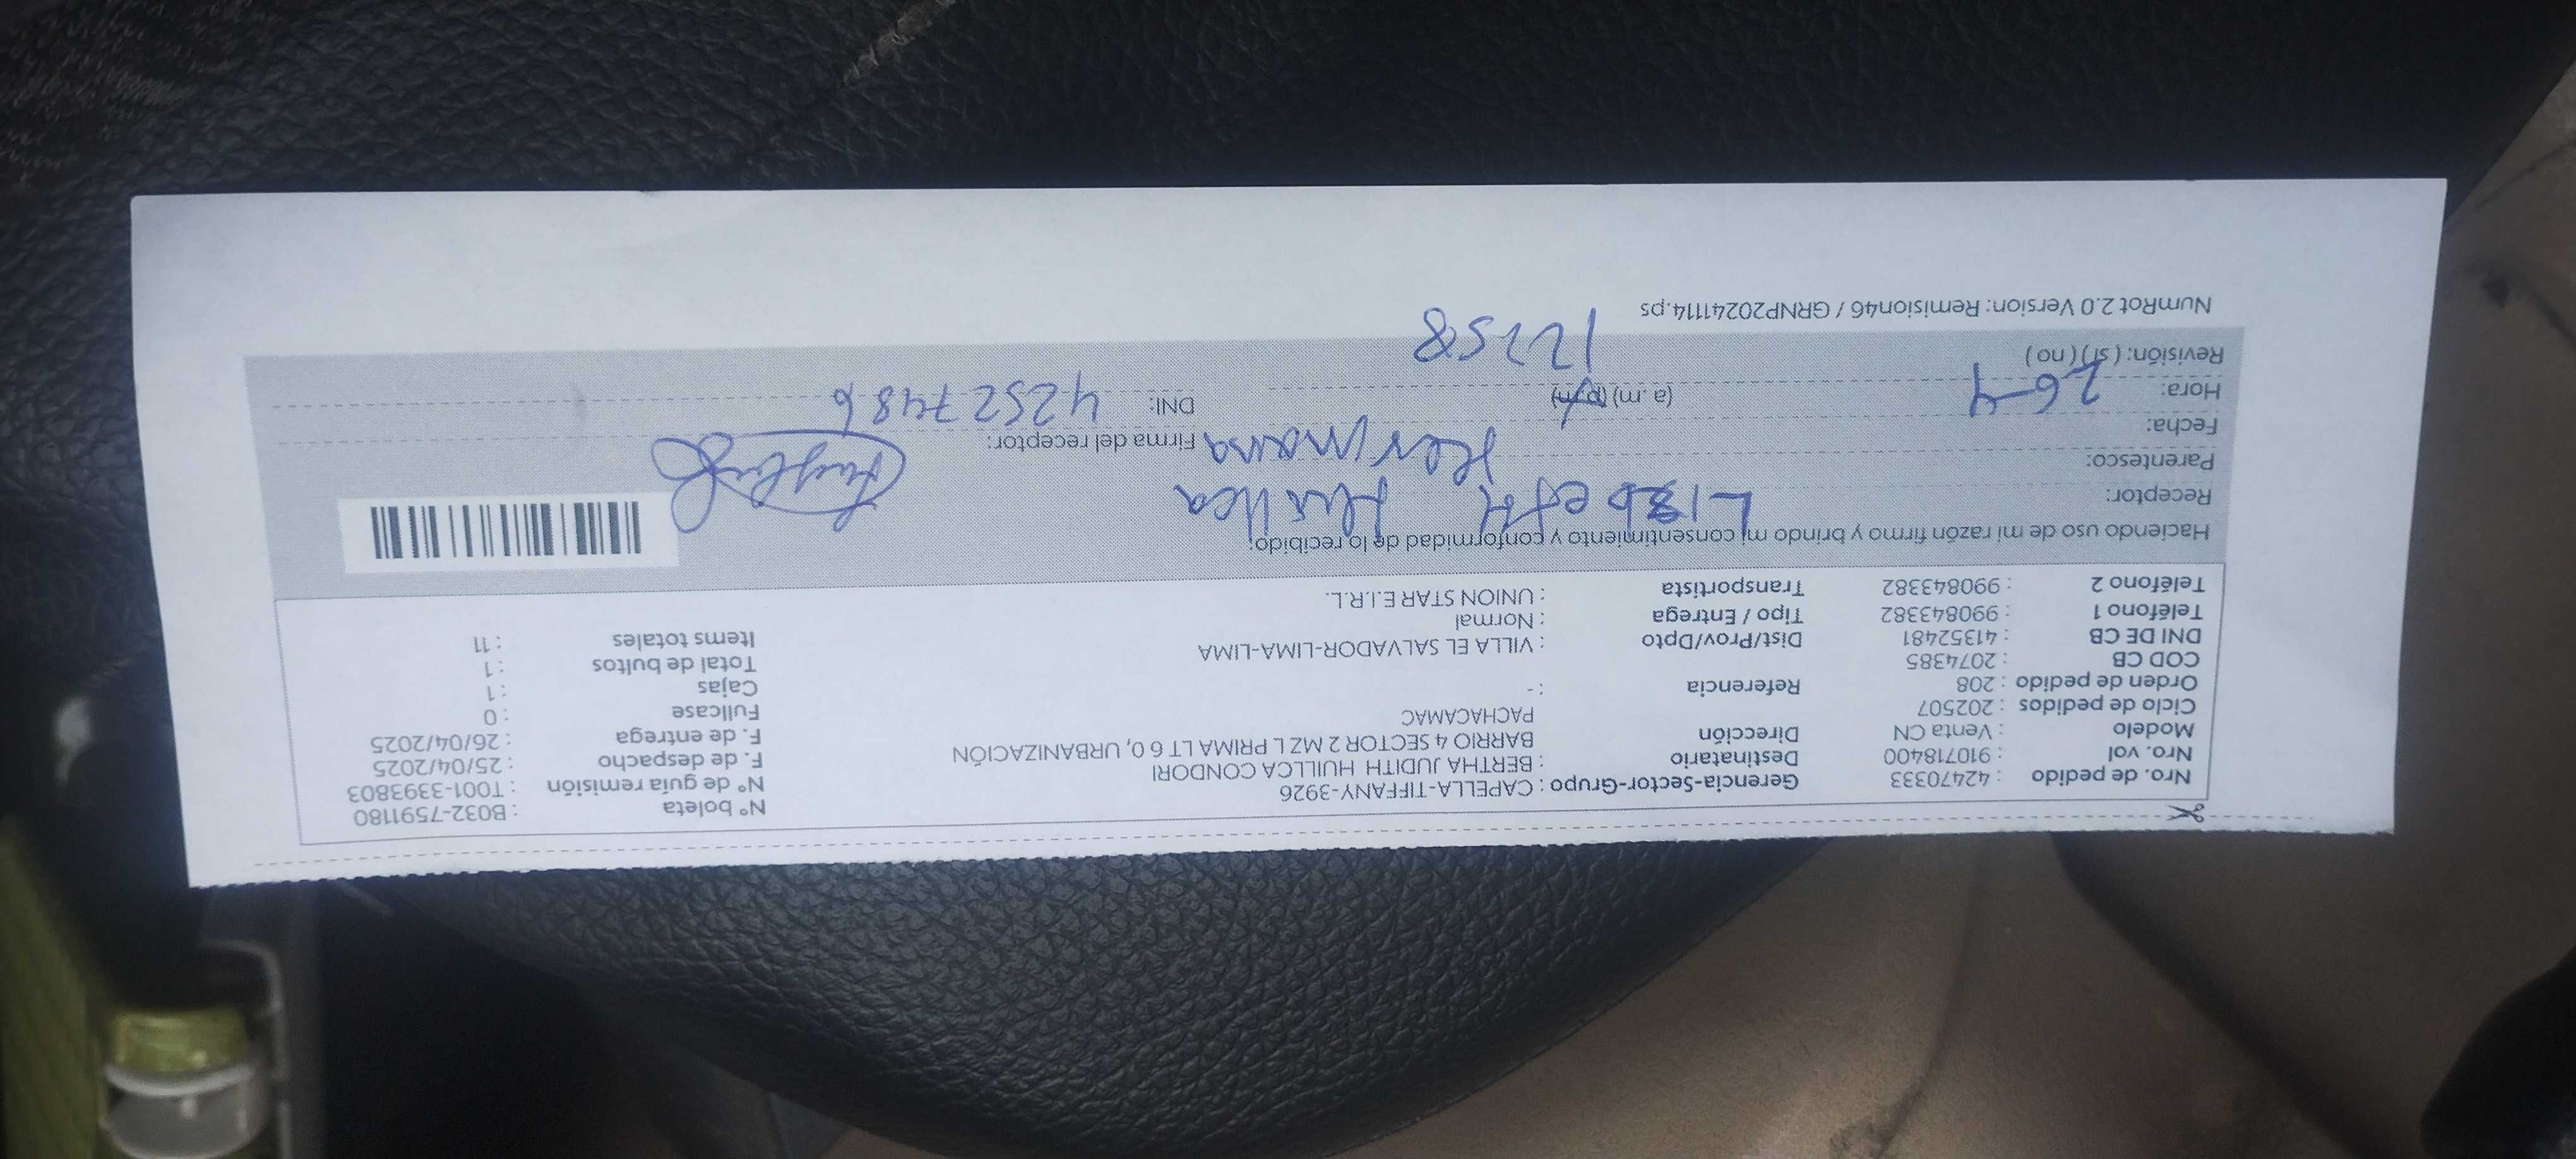 Nro. de pedido : 42470333 Gerencia-Sector-Grupo : CAPELLA-TIFFANY-3926 N° boleta : B032-7591180
Nro. vol : 910718400 Destinatario : BERTHA JUDITH HUILLCA CONDORI N° de guía remisión : T001-3393803
Modelo : Venta CN Dirección BARRIO 4 SECTOR 2 MZ L PRIMA LT 6 0, URBANIZACIÓN F. de despacho : 25/04/2025
Ciclo de pedidos : 202507 PACHACAMAC F. de entrega : 26/04/2025
Orden de pedido : 208 Referencia : - Fullcase : 0
COD CB : 2074385 Cajas : 1
DNI DE CB : 41352481 Dist/Prov/Dpto : VILLA EL SALVADOR-LIMA-LIMA Total de bultos : 1
Teléfono 1 : 990843382 Tipo / Entrega : Normal Items totales : 11
Teléfono 2 : 990843382 Transportista : UNION STAR E.I.R.L.
Haciendo uso de mi razón firmo y brindo mi consentimiento y conformidad de lo recibido:
Receptor: Lisbeth Huillca
Parentesco: Hermana Firma del receptor:
Fecha: 26-4
Hora: (a.m) (p.m) DNI: 42527486
Revisión: ( si ) ( no ) 12258
NumRot 2.0 Version: Remision46 / GRNP20241114.ps